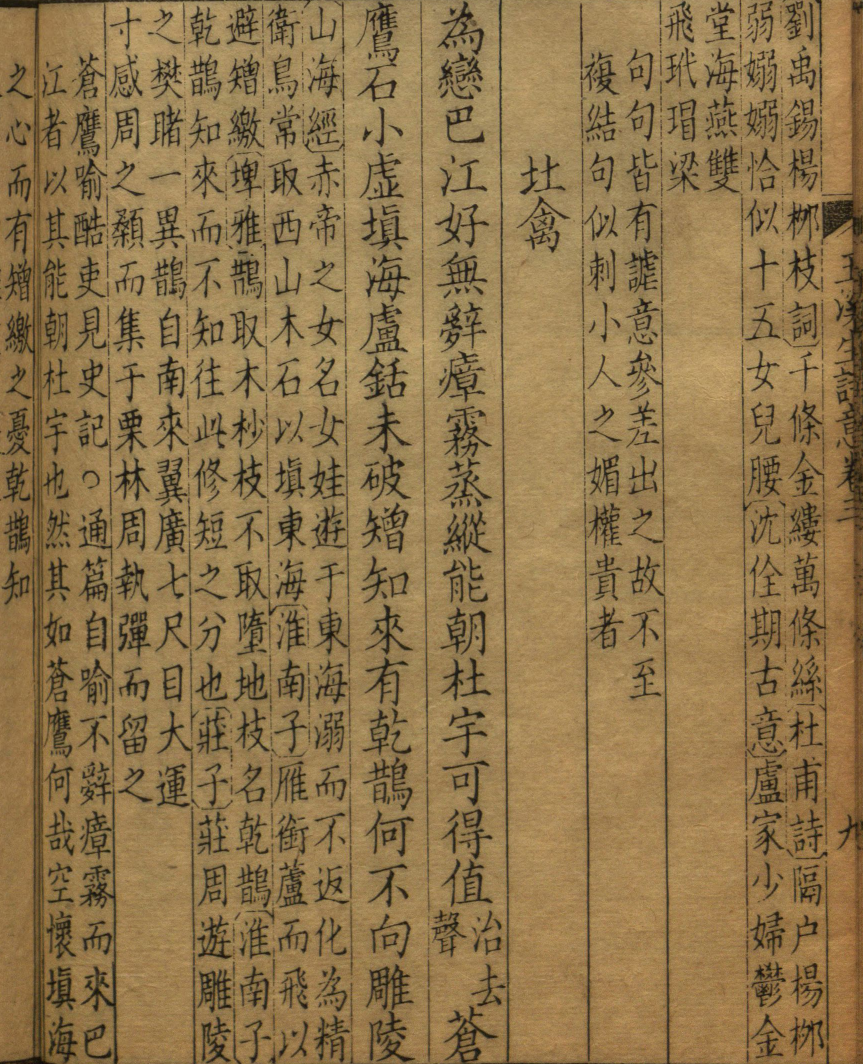 玉溪生詩意卷三
九
劉禹錫楊栁枝詞千條金縷萬條絲杜甫詩隔户楊栁
弱嫋嫋恰似十五女兒腰沈佺期古意盧家少婦鬱金
堂海燕雙
飛玳瑁梁
句句皆有謔意參差出之故不至
複結句似刺小人之媚權貴者
圡禽
為戀巴江好無辭瘴霧蒸縱能朝杜宇可得值治去聲蒼
鷹石小虛塡海盧銛未破矰知來有乾鵲何不向雕陵
山海經赤帝之女名女娃遊于東海溺而不返化為精
衛鳥常取西山木石以塡東海淮南子雁銜蘆而飛以
避矰繳埤雅鵲取木杪枝不取墮地枝名乾鵲淮南子
乾鵲知來而不知往此修短之分也莊子莊周遊雕陵
之樊睹一異鵲自南來翼廣七尺目大運
寸感周之顙而集于栗林周執彈而留之
蒼鷹喻酷吏見史記○通篇自喻不辭瘴霧而來巴
江者以其能朝杜宇也然其如蒼鷹何哉空懷塡海
之心而有矰繳之憂乾鵲知